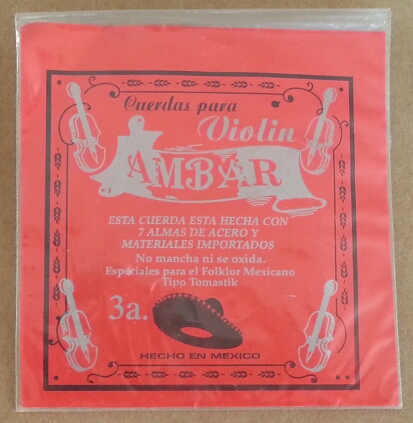 Cuerdas para
Violin
AMBAR
ESTA CUERDA ESTA HECHA CON
7 ALMAS DE ACERO Y
MATERIALES IMPORTADOS
No mancha ni se oxida.
Especiales para el Folklor Mexicano
Tipp Tomastik
3a.
HECHO EN MEXICO